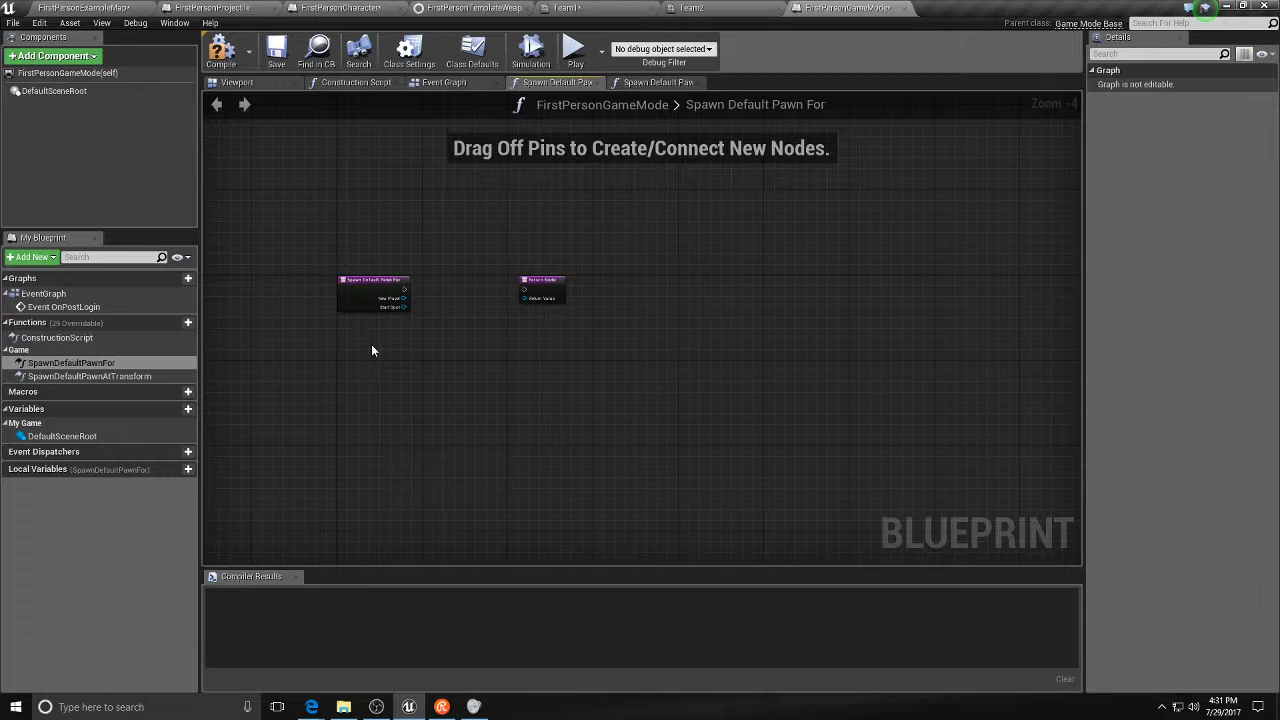 FirstPersonExampleMap*
FirstPersonProjectile
FirstPersonCharacter*
FirstPersonTemplateWeap
Team1*
Team2
FirstPersonGameMode*
File
Edit
Asset
View
Debug
Window
Help
Parent class: Game Mode Base
Search For Help
Components
+ Add Component
FirstPersonGameMode(self)
DefaultSceneRoot
Compile
Save
Find in CB
Search
Class Settings
Class Defaults
Simulation
Play
No debug object selected
Debug Filter
Viewport
Construction Script
Event Graph
Spawn Default Paw
Spawn Default Paw
FirstPersonGameMode > Spawn Default Pawn For
Zoom -4
Drag Off Pins to Create/Connect New Nodes.
Spawn Default Pawn For
New Player
Start Spot
Return Node
Return Value
BLUEPRINT
Details
Search
Graph
Graph is not editable.
My Blueprint
+ Add New
Search
Graphs
EventGraph
Event OnPostLogin
Functions (29 Overridable)
ConstructionScript
Game
SpawnDefaultPawnFor
SpawnDefaultPawnAtTransform
Macros
Variables
My Game
DefaultSceneRoot
Event Dispatchers
Local Variables (SpawnDefaultPawnFor)
Compiler Results
Clear
Type here to search
4:31 PM
7/29/2017